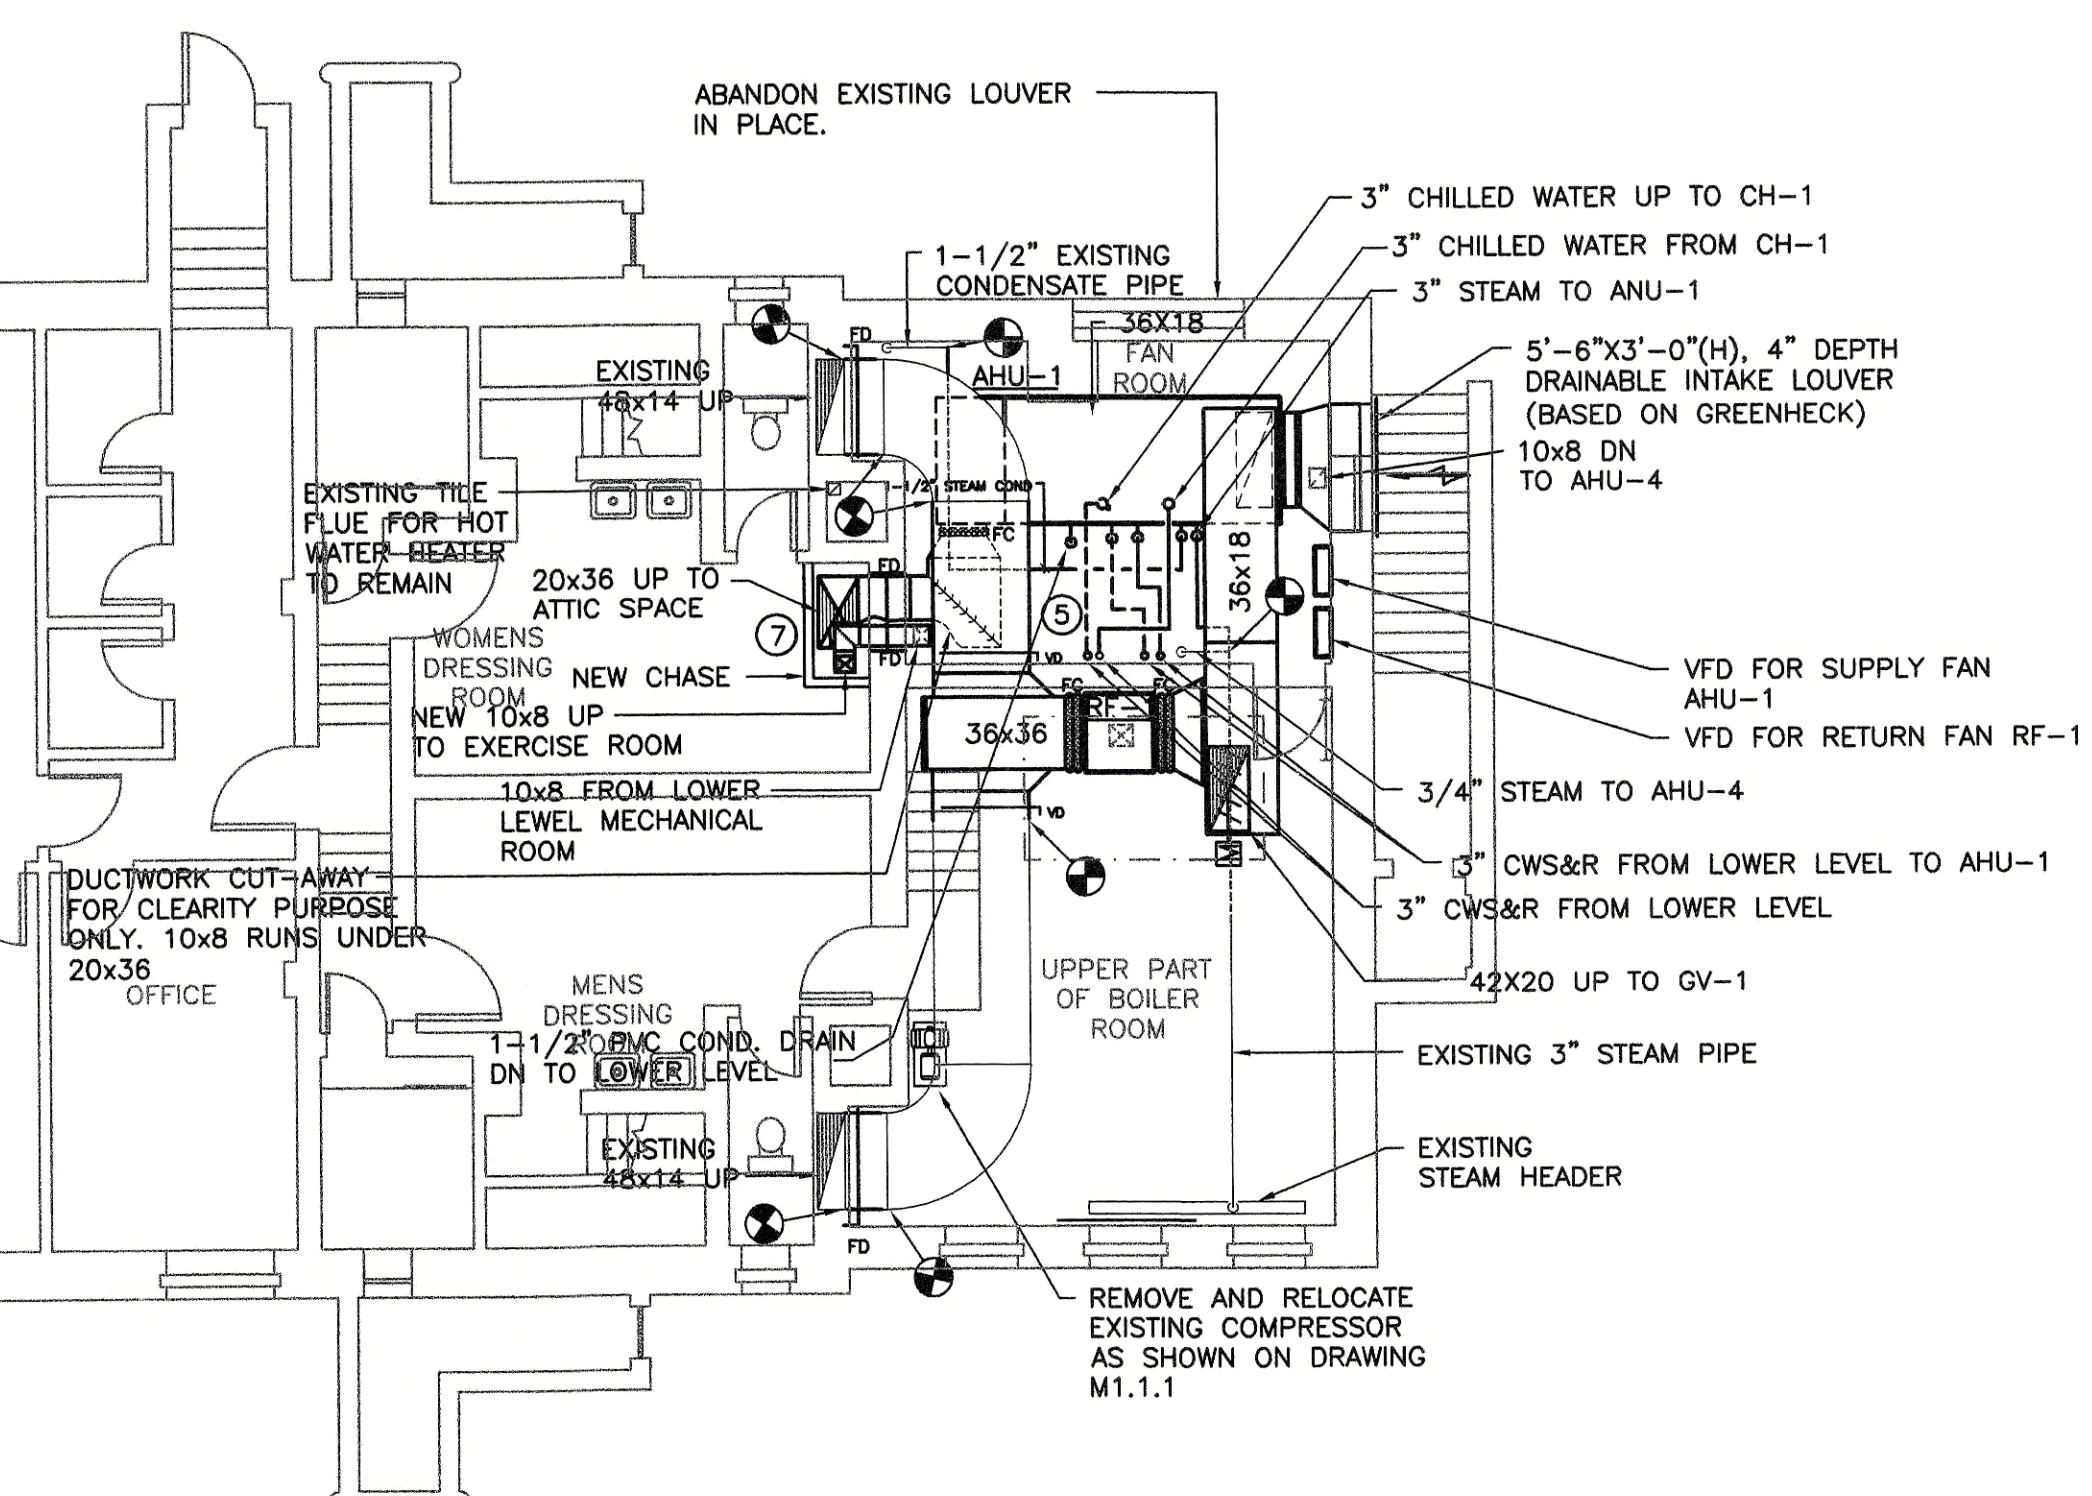 ABANDON EXISTING LOUVER
IN PLACE.
3" CHILLED WATER UP TO CH-1
3" CHILLED WATER FROM CH-1
3" STEAM TO ANU-1
1-1/2" EXISTING
CONDENSATE PIPE
5'-6"X3'-0"(H), 4" DEPTH
DRAINABLE INTAKE LOUVER
(BASED ON GREENHECK)
10x8 DN
TO AHU-4
36X18
FAN
ROOM
AHU-1
FD
EXISTING
48x14 UP
EXISTING TILE
FLUE FOR HOT
WATER HEATER
TO REMAIN
-1/2" STEAM COND
FC
36x18
FD
20x36 UP TO
ATTIC SPACE
5
7
WOMENS
DRESSING
ROOM
FD
VD
NEW CHASE
FC
FC
RF-
NEW 10x8 UP
TO EXERCISE ROOM
36x36
VFD FOR SUPPLY FAN
AHU-1
VFD FOR RETURN FAN RF-1
10x8 FROM LOWER
LEWEL MECHANICAL
ROOM
VD
3/4" STEAM TO AHU-4
3" CWS&R FROM LOWER LEVEL TO AHU-1
3" CWS&R FROM LOWER LEVEL
DUCTWORK CUT-AWAY
FOR CLEARITY PURPOSE
ONLY. 10x8 RUNS UNDER
20x36
OFFICE
42X20 UP TO GV-1
UPPER PART
OF BOILER
ROOM
MENS
DRESSING
ROOM
1-1/2" PVC COND. DRAIN
DN TO LOWER LEVEL
EXISTING 3" STEAM PIPE
EXISTING
48x14 UP
EXISTING
STEAM HEADER
FD
REMOVE AND RELOCATE
EXISTING COMPRESSOR
AS SHOWN ON DRAWING
M1.1.1